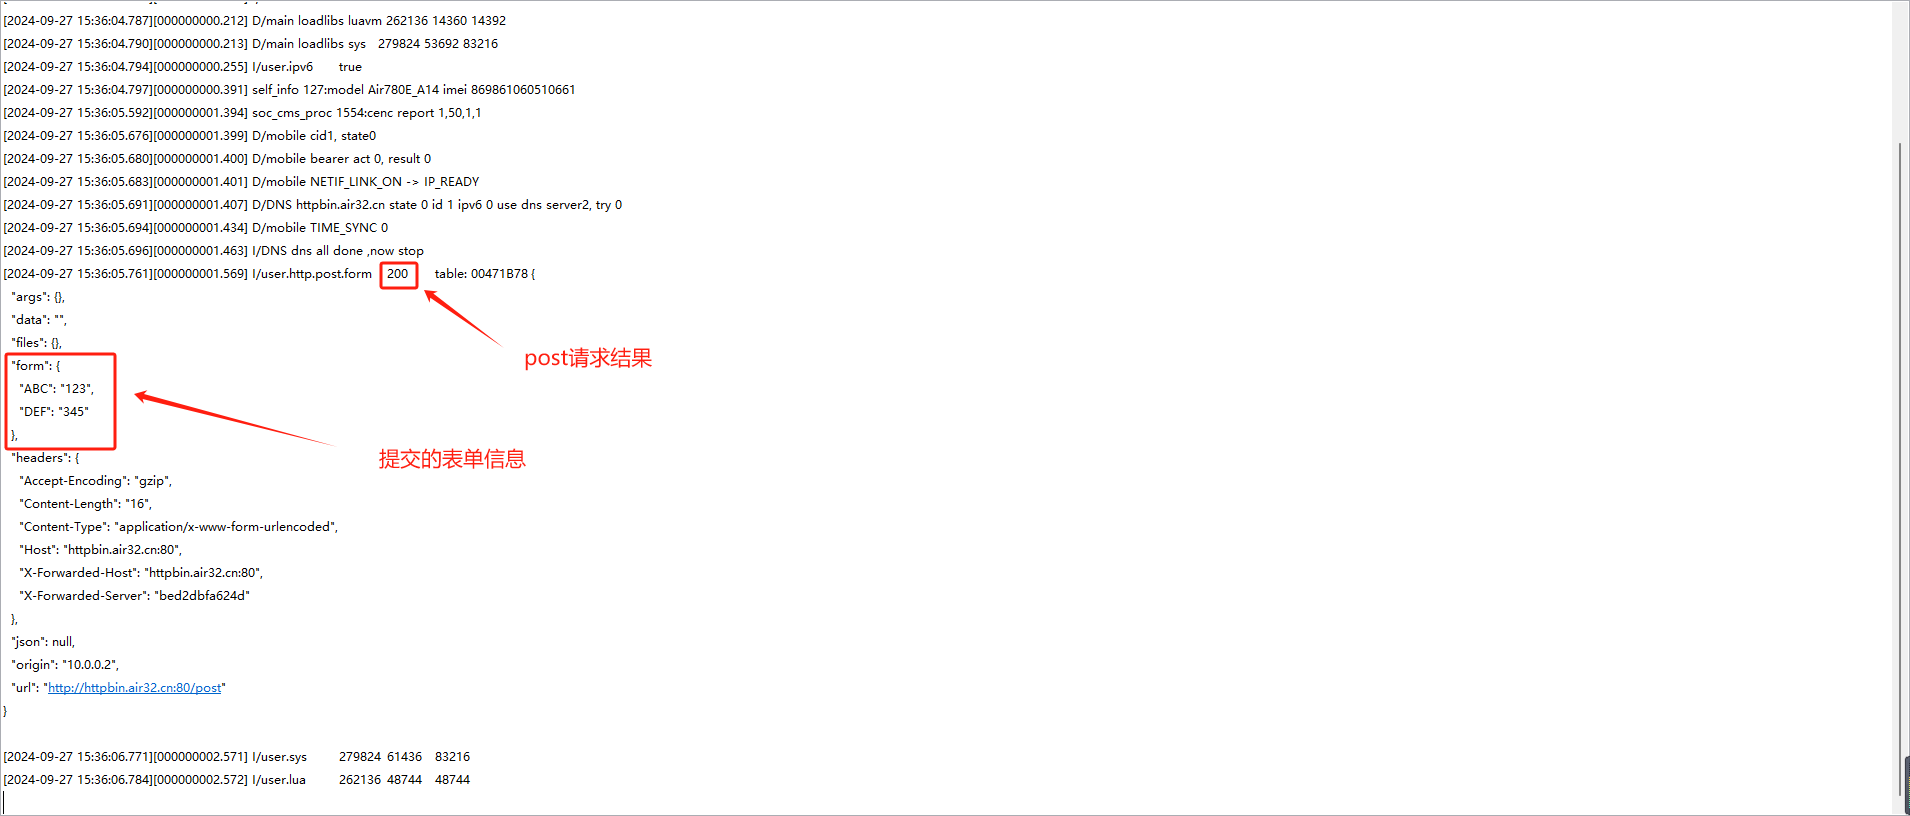 [2024-09-27 15:36:04.787][000000000.212] D/main loadlibs luavm 262136 14360 14392
[2024-09-27 15:36:04.790][000000000.213] D/main loadlibs sys 279824 53692 83216
[2024-09-27 15:36:04.794][000000000.255] I/user.ipv6 true
[2024-09-27 15:36:04.797][000000000.391] self_info 127:model Air780E_A14 imei 869861060510661
[2024-09-27 15:36:05.592][000000001.394] soc_cms_proc 1554:cenc report 1,50,1,1
[2024-09-27 15:36:05.676][000000001.399] D/mobile cid1, state0
[2024-09-27 15:36:05.680][000000001.400] D/mobile bearer act 0, result 0
[2024-09-27 15:36:05.683][000000001.401] D/mobile NETIF_LINK_ON -> IP_READY
[2024-09-27 15:36:05.691][000000001.407] D/DNS httpbin.air32.cn state 0 id 1 ipv6 0 use dns server2, try 0
[2024-09-27 15:36:05.694][000000001.434] D/mobile TIME_SYNC 0
[2024-09-27 15:36:05.696][000000001.463] I/DNS dns all done ,now stop
[2024-09-27 15:36:05.761][000000001.569] I/user.http.post.form 200 table: 00471B78 {
"args": {},
"data": "",
"files": {},
post请求结果
"form": {
"ABC": "123",
"DEF": "345"
},
提交的表单信息
"headers": {
"Accept-Encoding": "gzip",
"Content-Length": "16",
"Content-Type": "application/x-www-form-urlencoded",
"Host": "httpbin.air32.cn:80",
"X-Forwarded-Host": "httpbin.air32.cn:80",
"X-Forwarded-Server": "bed2dbfa624d"
},
"json": null,
"origin": "10.0.0.2",
"url": "http://httpbin.air32.cn:80/post"
}
[2024-09-27 15:36:06.771][000000002.571] I/user.sys 279824 61436 83216
[2024-09-27 15:36:06.784][000000002.572] I/user.lua 262136 48744 48744